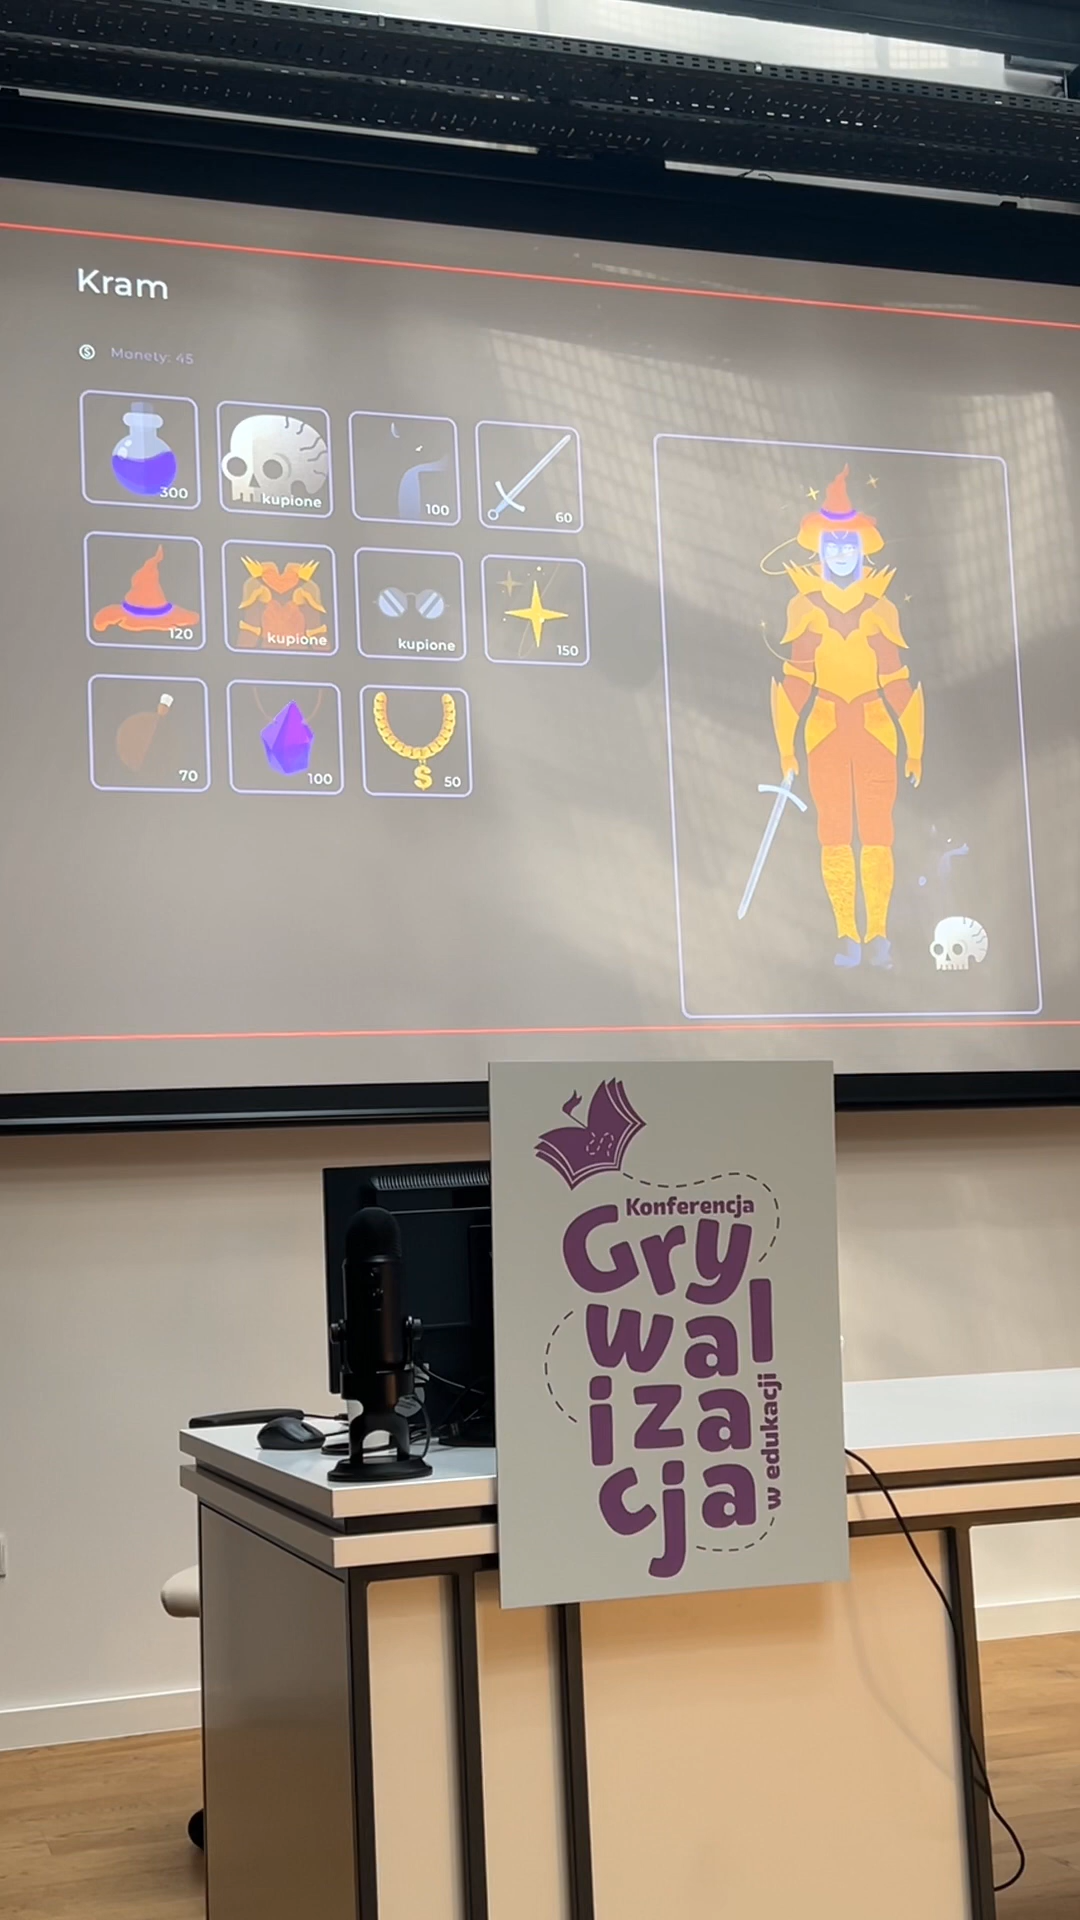 Kram
Monety: 45
300
kupione
100
60
120
kupione
kupione
150
70
100
$ 50
Konferencja
Gry
wal
iza
cja
w edukacji